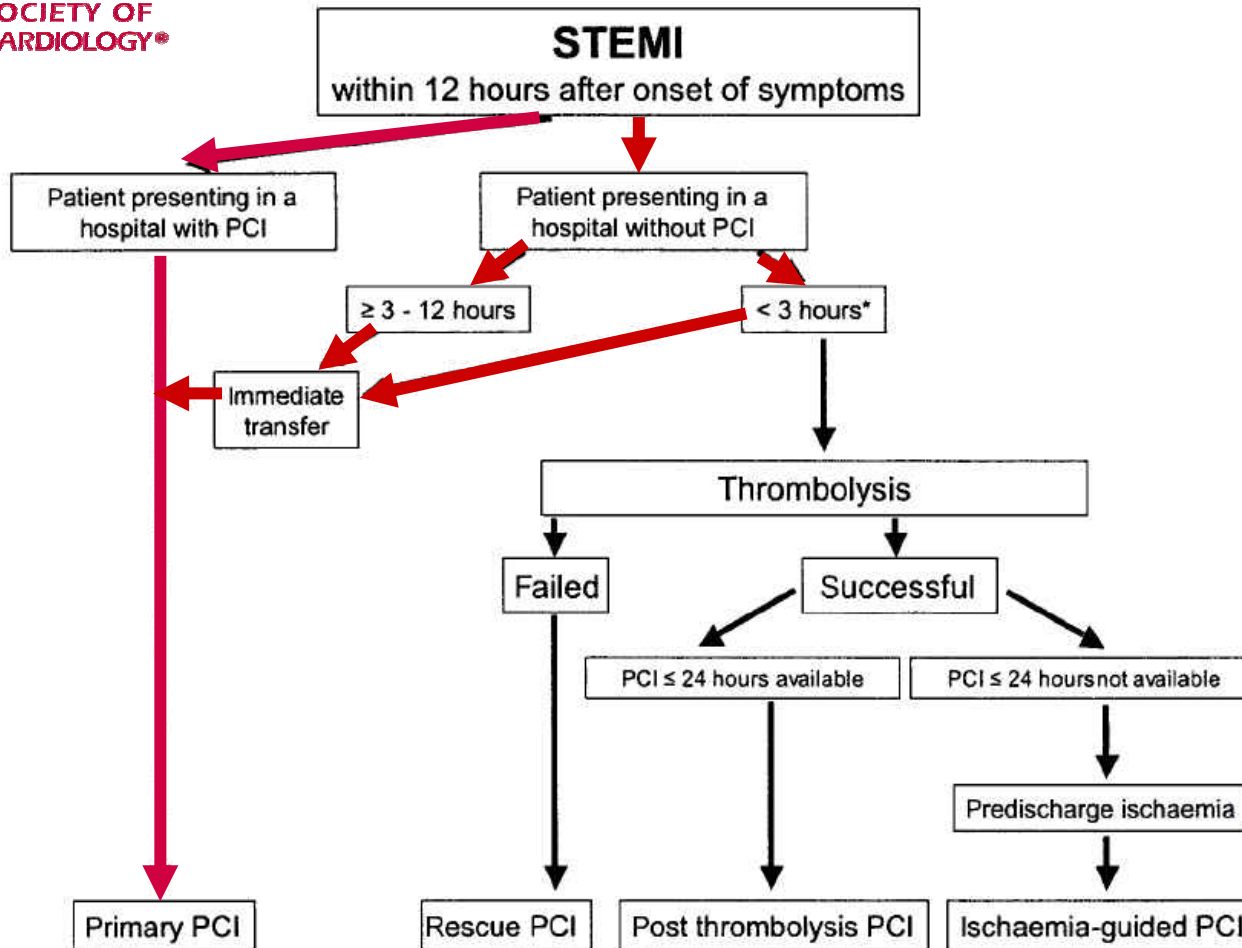 OCIETY OF
ARDIOLOGY®
STEMI
within 12 hours after onset of symptoms
Patient presenting in a
hospital with PCI
Patient presenting in a
hospital without PCI
≥ 3 - 12 hours
< 3 hours*
Immediate
transfer
Thrombolysis
Failed
Successful
PCI ≤ 24 hours available
PCI ≤ 24 hoursnot available
Predischarge ischaemia
Primary PCI
Rescue PCI
Post thrombolysis PCI
Ischaemia-guided PCI